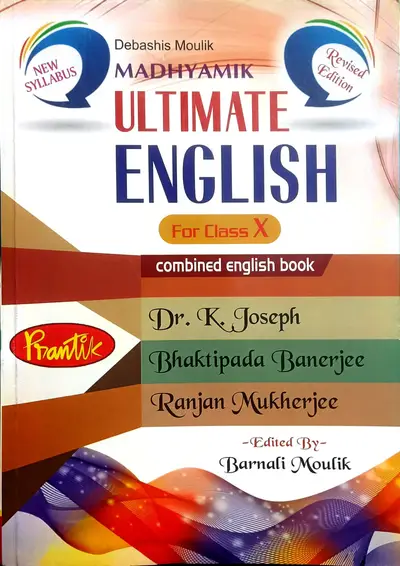 Debashis Moulik
NEW
SYLLABUS
Revised
Edition
MADHYAMIK
ULTIMATE
ENGLISH
For Class X
combined english book
Prantik
Dr. K. Joseph
Bhaktipada Banerjee
Ranjan Mukherjee
-Edited By-
Barnali Moulik